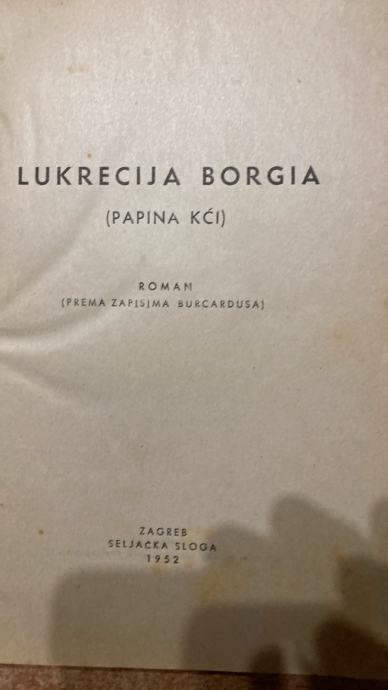 LUKRECIJA BORGIA
(PAPINA KĆI)
ROMAN
(PREMA ZAPISIMA BURCARDUSA)
ZAGREB
SELJAČKA SLOGA
1952